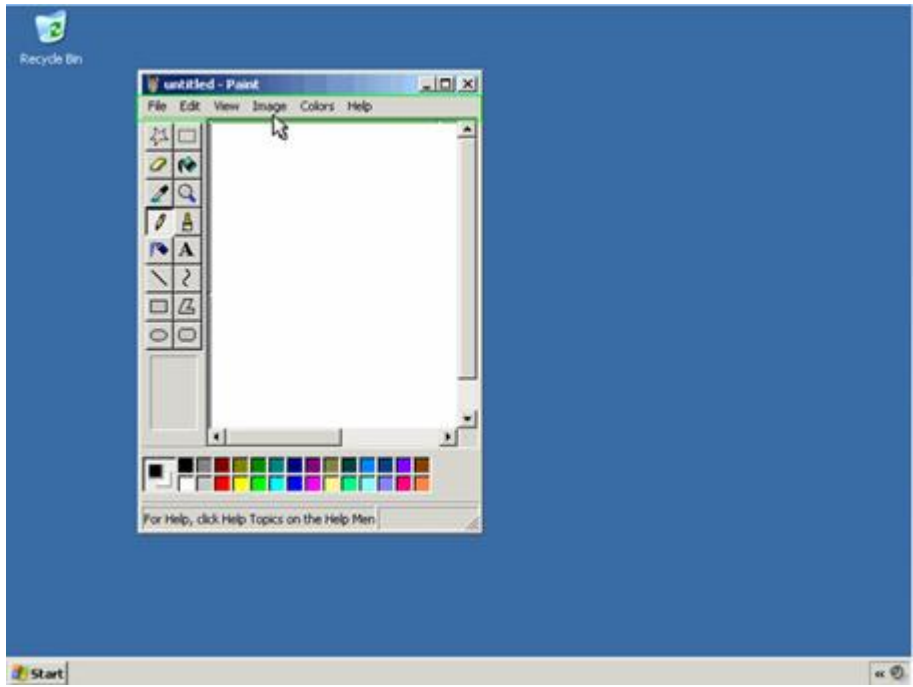 Recycle Bin
untitled - Paint
File Edit View Image Colors Help
A
For Help, click Help Topics on the Help Men
Start
«